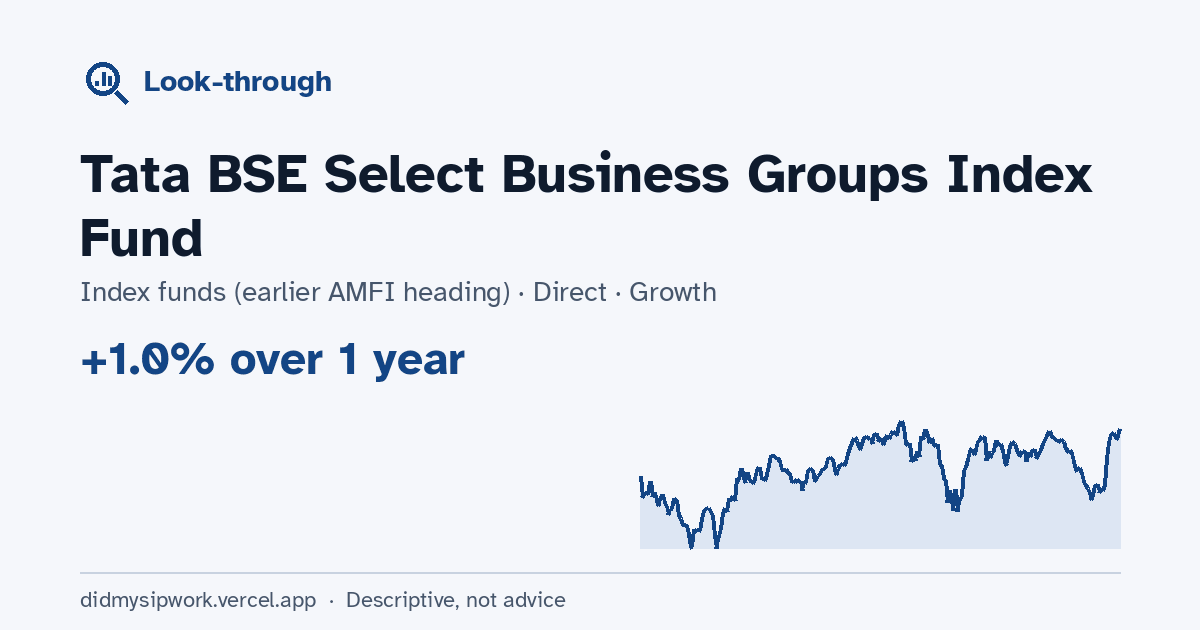 Look-through
Tata BSE Select Business Groups Index
Fund
Index funds (earlier AMFI heading) · Direct · Growth
+1.0% over 1 year
didmysipwork.vercel.app · Descriptive, not advice